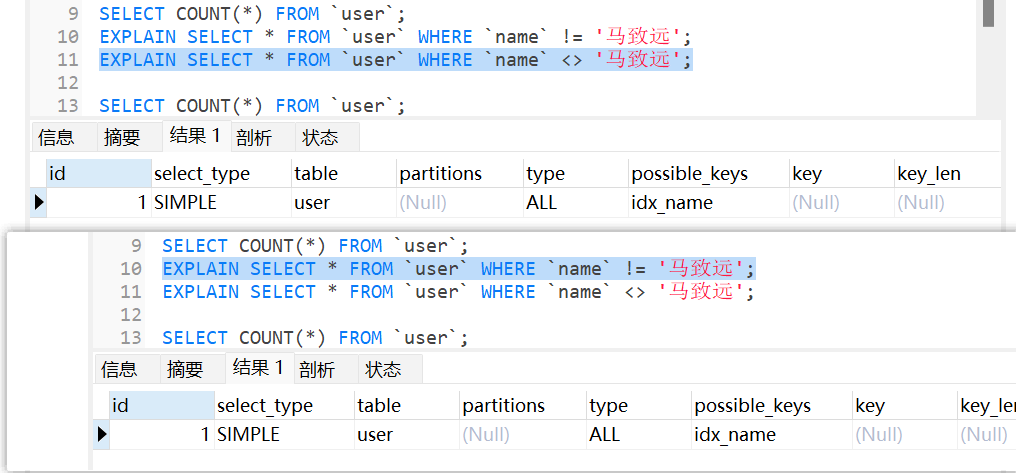 9 SELECT COUNT(*) FROM `user`;
10 EXPLAIN SELECT * FROM `user` WHERE `name` != '马致远';
11 EXPLAIN SELECT * FROM `user` WHERE `name` <> '马致远';
12
13 SELECT COUNT(*) FROM `user`;
信息 摘要 结果 1 剖析 状态
id select_type table partitions type possible_keys key key_len
1 SIMPLE user (Null) ALL idx_name (Null) (Null)
9 SELECT COUNT(*) FROM `user`;
10 EXPLAIN SELECT * FROM `user` WHERE `name` != '马致远';
11 EXPLAIN SELECT * FROM `user` WHERE `name` <> '马致远';
12
13 SELECT COUNT(*) FROM `user`;
信息 摘要 结果 1 剖析 状态
id select_type table partitions type possible_keys key key_len
1 SIMPLE user (Null) ALL idx_name (Null) (Null)